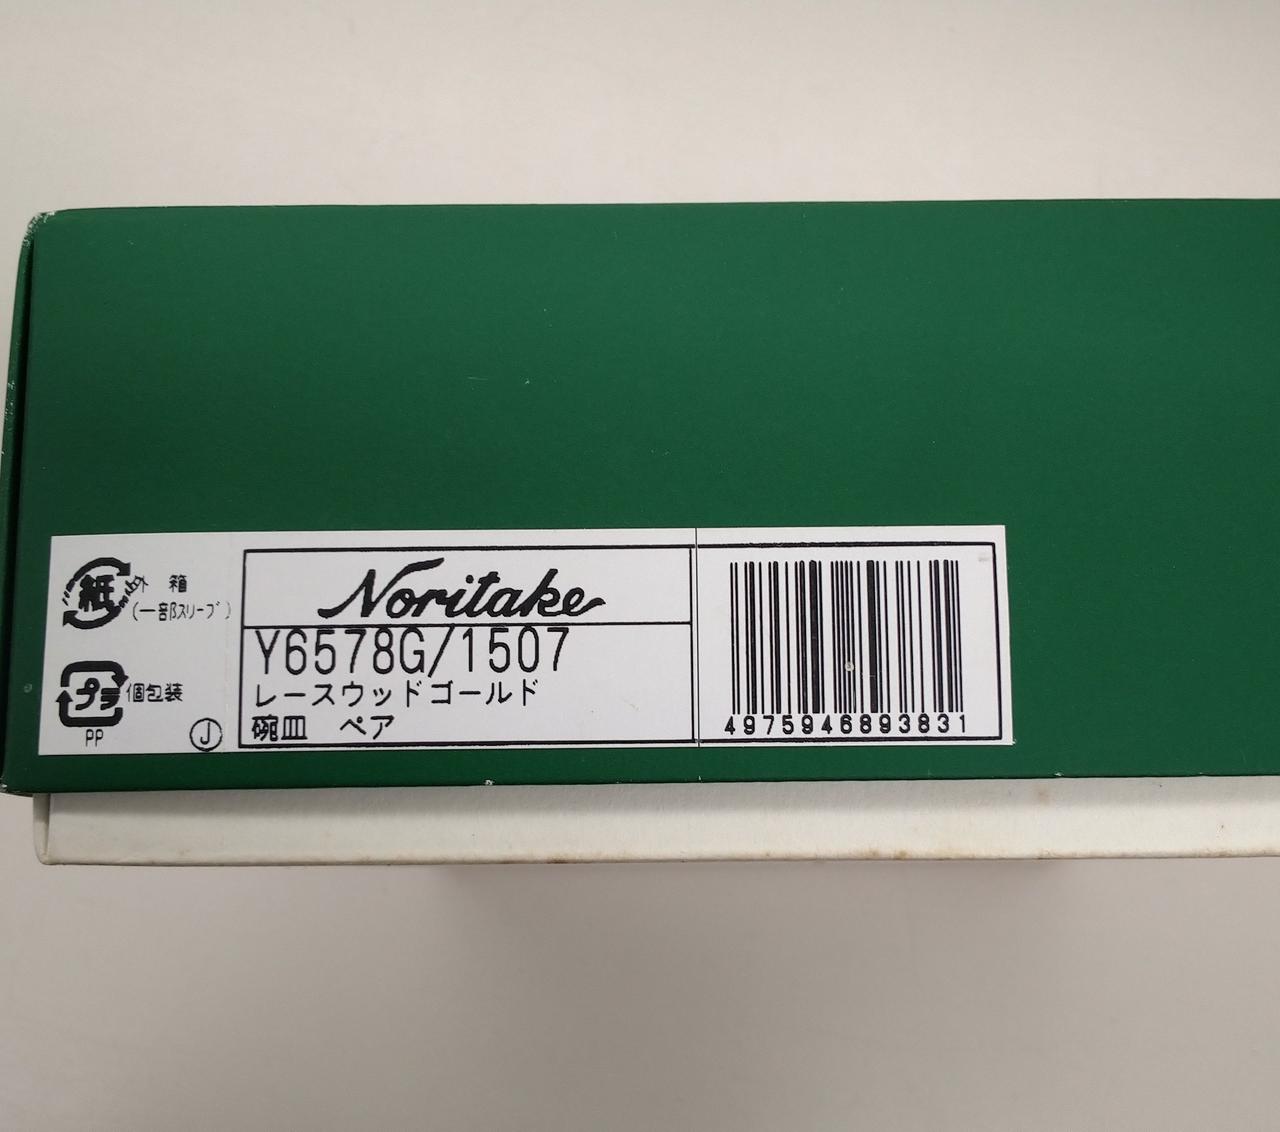 紙 外箱
(一部スリーブ)
プラ 個包装
PP
J
Noritake
Y6578G/1507
レースウッドゴールド
碗皿 ペア
4975946893831